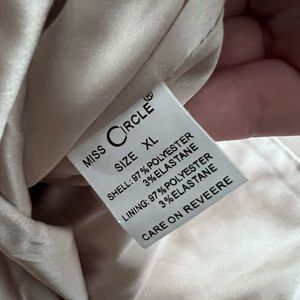 MISS CIRCLE®
SIZE XL
SHELL: 97%POLYESTER
3%ELASTANE
LINING: 97%POLYESTER
3%ELASTANE
CARE ON REVEERE